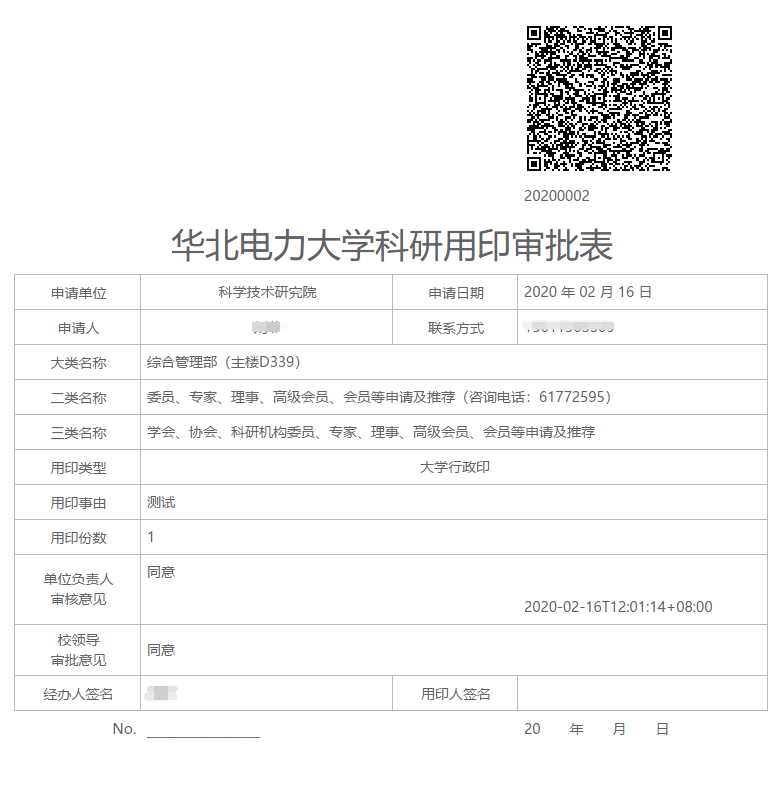 20200002
华北电力大学科研用印审批表
申请单位 科学技术研究院 申请日期 2020 年 02 月 16 日
申请人 联系方式
大类名称 综合管理部（主楼D339）
二类名称 委员、专家、理事、高级会员、会员等申请及推荐（咨询电话：61772595）
三类名称 学会、协会、科研机构委员、专家、理事、高级会员、会员等申请及推荐
用印类型 大学行政印
用印事由 测试
用印份数 1
单位负责人
审核意见
同意
2020-02-16T12:01:14+08:00
校领导
审批意见
同意
经办人签名 用印人签名
No. ________________ 20 年 月 日